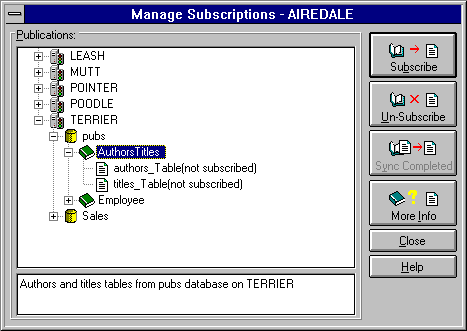 Manage Subscriptions - AIREDALE
Publications:
LEASH
MUTT
POINTER
POODLE
TERRIER
pubs
AuthorsTitles
authors_Table(not subscribed)
titles_Table(not subscribed)
Employee
Sales
Authors and titles tables from pubs database on TERRIER
Subscribe
Un-Subscribe
Sync Completed
More Info
Close
Help